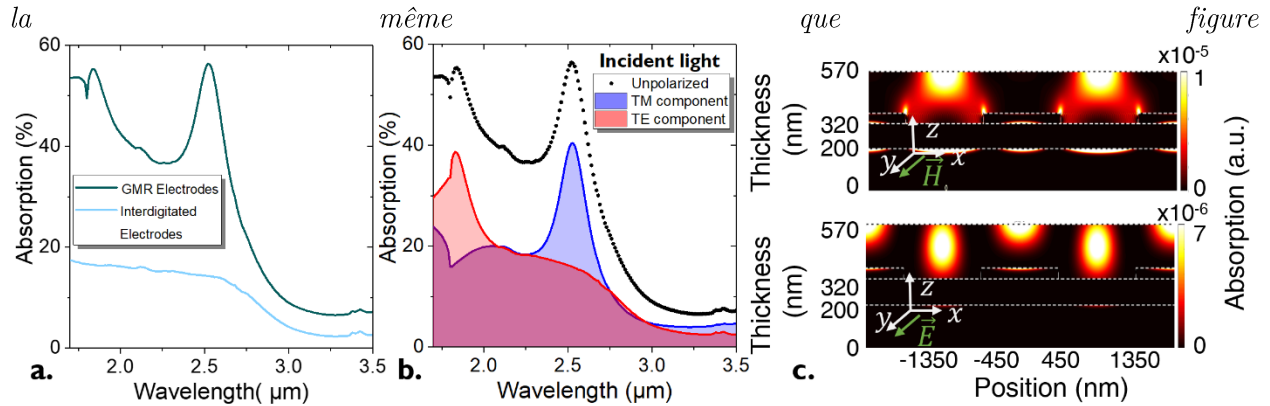 la même que figure
60
40
20
0
Absorption (%)
GMR Electrodes
Interdigitated
Electrodes
2.0 2.5 3.0 3.5
Wavelength( μm)
a.
60
40
20
0
Absorption (%)
Incident light
Unpolarized
TM component
TE component
2.0 2.5 3.0 3.5
Wavelength (μm)
b.
Thickness
(nm)
570
320
200
0
z
y
x
H
x10-5
1
0
Thickness
(nm)
570
320
200
0
z
y
x
E
x10-6
7
0
Absorption (a.u.)
-1350 -450 450 1350
Position (nm)
c.